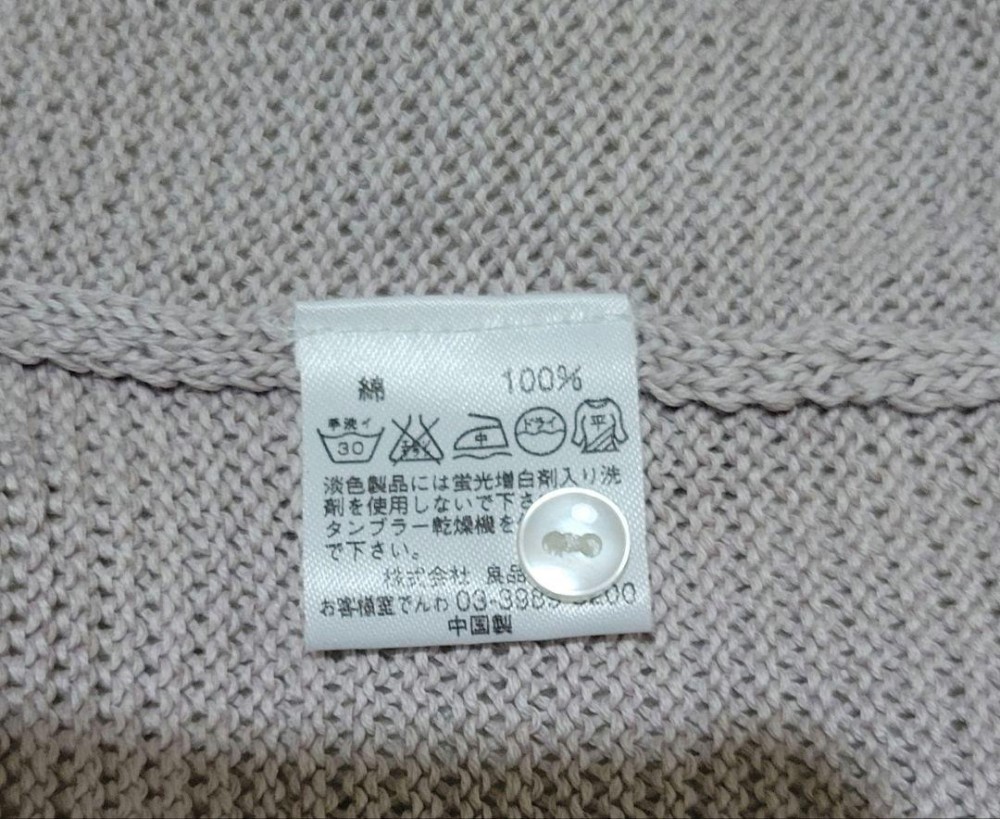 綿 100%
手洗イ 30 中 ドライ 平
淡色製品には蛍光増白剤入り洗
剤を使用しないで下さ
タンブラー乾燥機を
で下さい。
株式会社 良品
お客様室でんわ 03-398
中国製